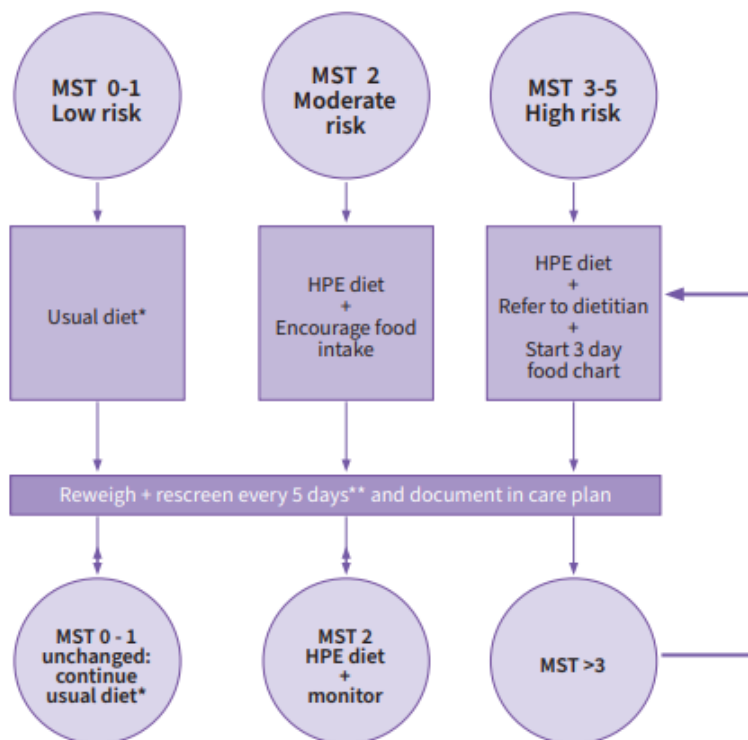 MST 0-1
Low risk
MST 2
Moderate
risk
MST 3-5
High risk
Usual diet*
HPE diet
+
Encourage food
intake
HPE diet
+
Refer to dietitian
+
Start 3 day
food chart
Reweigh + rescreen every 5 days** and document in care plan
MST 0 - 1
unchanged:
continue
usual diet*
MST 2
HPE diet
+
monitor
MST >3